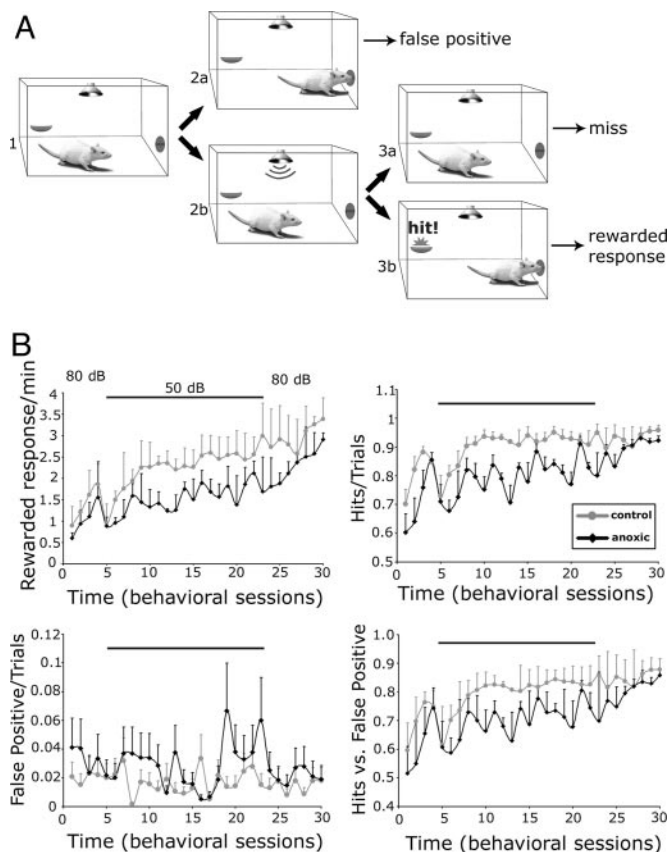 A
1
2a
false positive
2b
3a
miss
hit!
3b
rewarded
response
B
80 dB
50 dB
80 dB
Rewarded response/min
4
3.5
3
2.5
2
1.5
1
0.5
0
0 5 10 15 20 25 30
Time (behavioral sessions)
Hits/Trials
1.1
1
0.9
0.8
0.7
0.6
0.5
control
anoxic
0 5 10 15 20 25 30
Time (behavioral sessions)
False Positive/Trials
0.12
0.1
0.08
0.06
0.04
0.02
0
0 5 10 15 20 25 30
Time (behavioral sessions)
Hits vs. False Positive
1.0
0.9
0.8
0.7
0.6
0.5
0.4
0 5 10 15 20 25 30
Time (behavioral sessions)